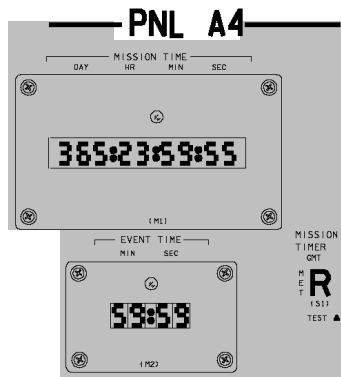 PNL A4
MISSION TIME
DAY HR MIN SEC
365:23:59:55
(M1)
EVENT TIME
MIN SEC
59:59
(M2)
MISSION
TIMER
GMT
MET
R
(S1)
TEST